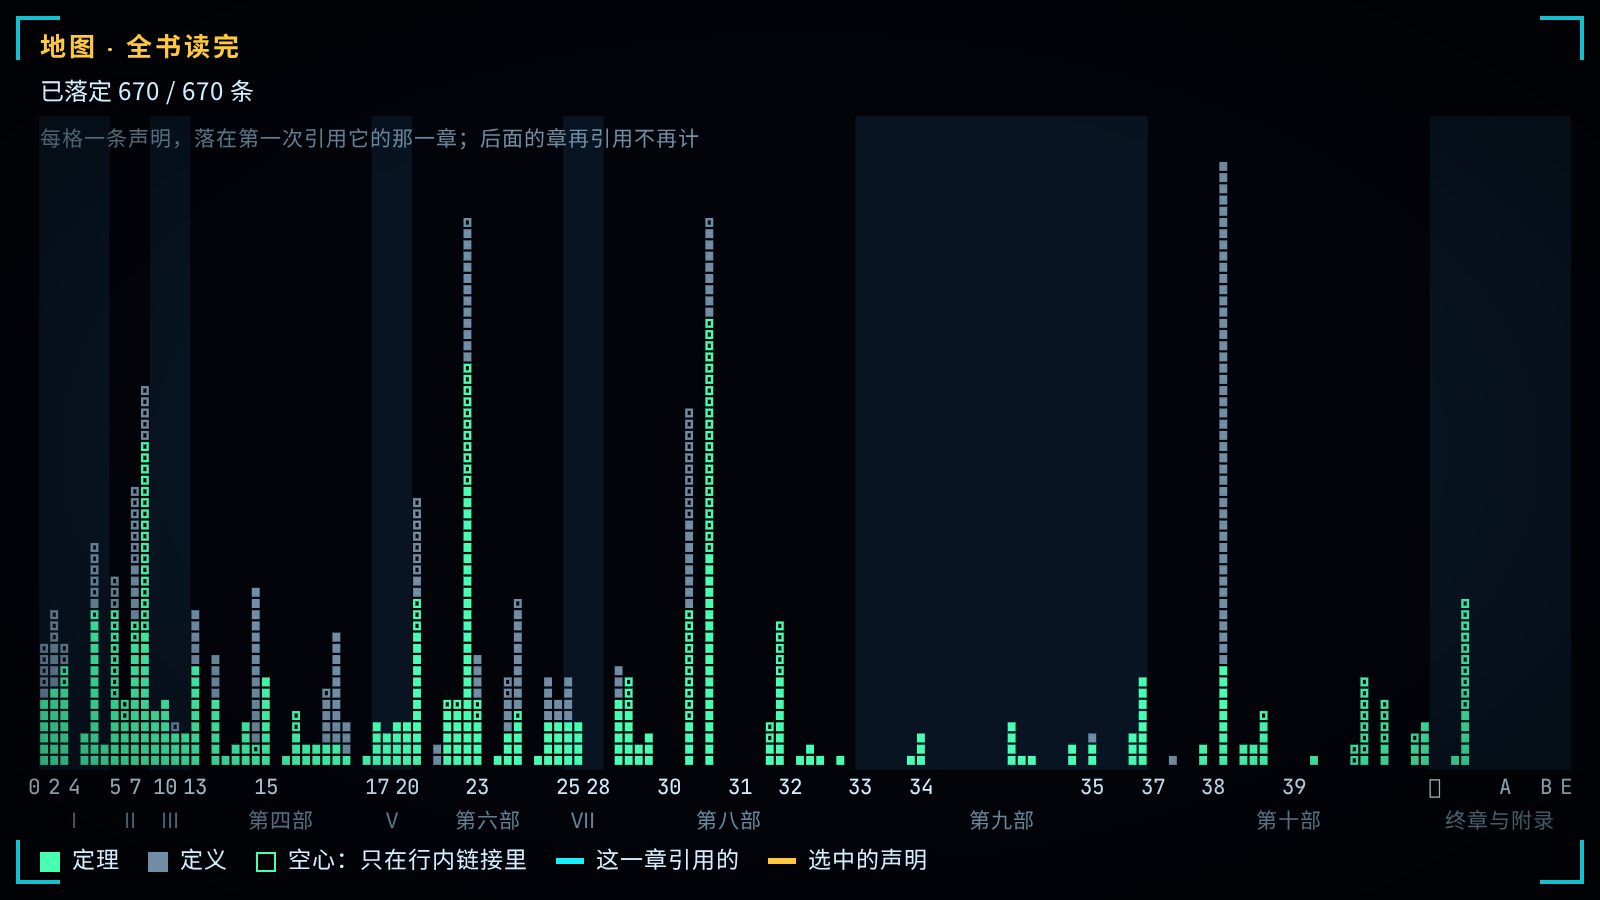 地图 · 全书读完
已落定 670 / 670 条
每格一条声明，落在第一次引用它的那一章；后面的章再引用不再计
0 2 4 5 7 10 13 15 17 20 23 25 28 30 31 32 33 34 35 37 38 39 A B E
I II III 第四部 V 第六部 VII 第八部 第九部 第十部 终章与附录
定理 定义 空心：只在行内链接里 这一章引用的 选中的声明